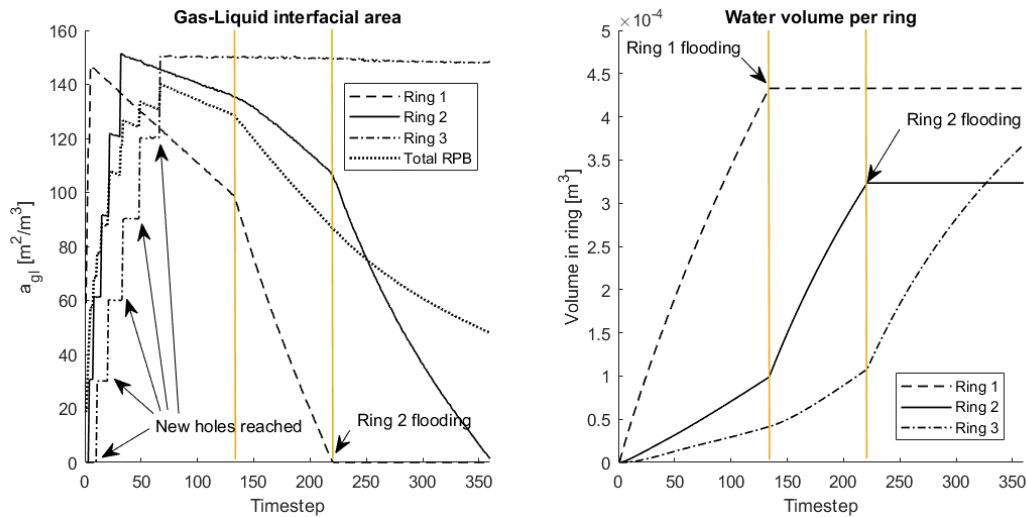 Gas-Liquid interfacial area
160
140
120
100
80
60
40
20
0
a_gl [m²/m³]
0 50 100 150 200 250 300 350
Timestep
Ring 1
Ring 2
Ring 3
Total RPB
New holes reached
Ring 2 flooding
Water volume per ring
×10⁻⁴
5
4.5
4
3.5
3
2.5
2
1.5
1
0.5
0
Volume in ring [m³]
0 50 100 150 200 250 300 350
Timestep
Ring 1 flooding
Ring 2 flooding
Ring 1
Ring 2
Ring 3